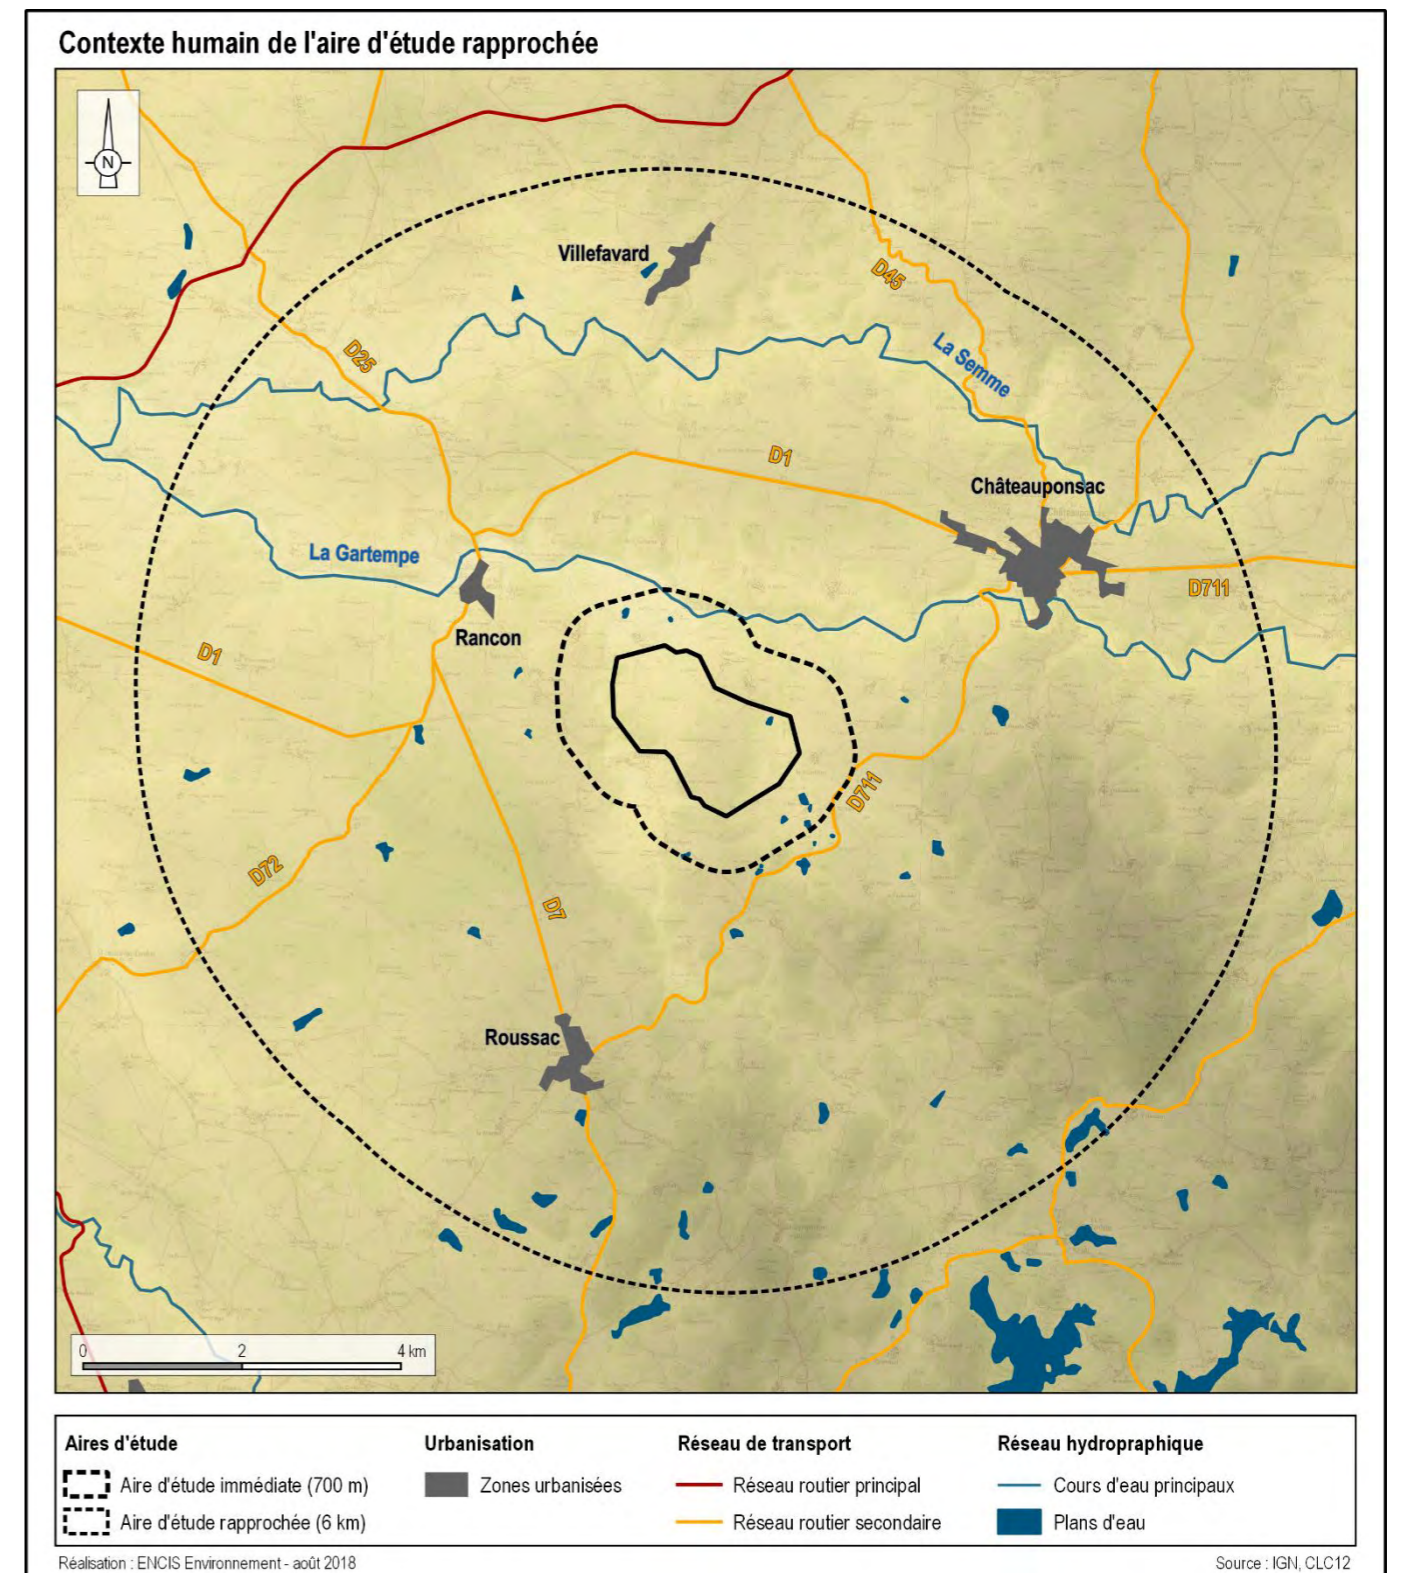 Contexte humain de l'aire d'étude rapprochée
N
Villefavard
D45
D25
La Semme
D1
Châteauponsac
La Gartempe
D711
Rancon
D1
D711
D72
D7
Roussac
0 2 4 km
Aires d'étude
Aire d'étude immédiate (700 m)
Aire d'étude rapprochée (6 km)
Urbanisation
Zones urbanisées
Réseau de transport
Réseau routier principal
Réseau routier secondaire
Réseau hydropraphique
Cours d'eau principaux
Plans d'eau
Réalisation : ENCIS Environnement - août 2018
Source : IGN, CLC12